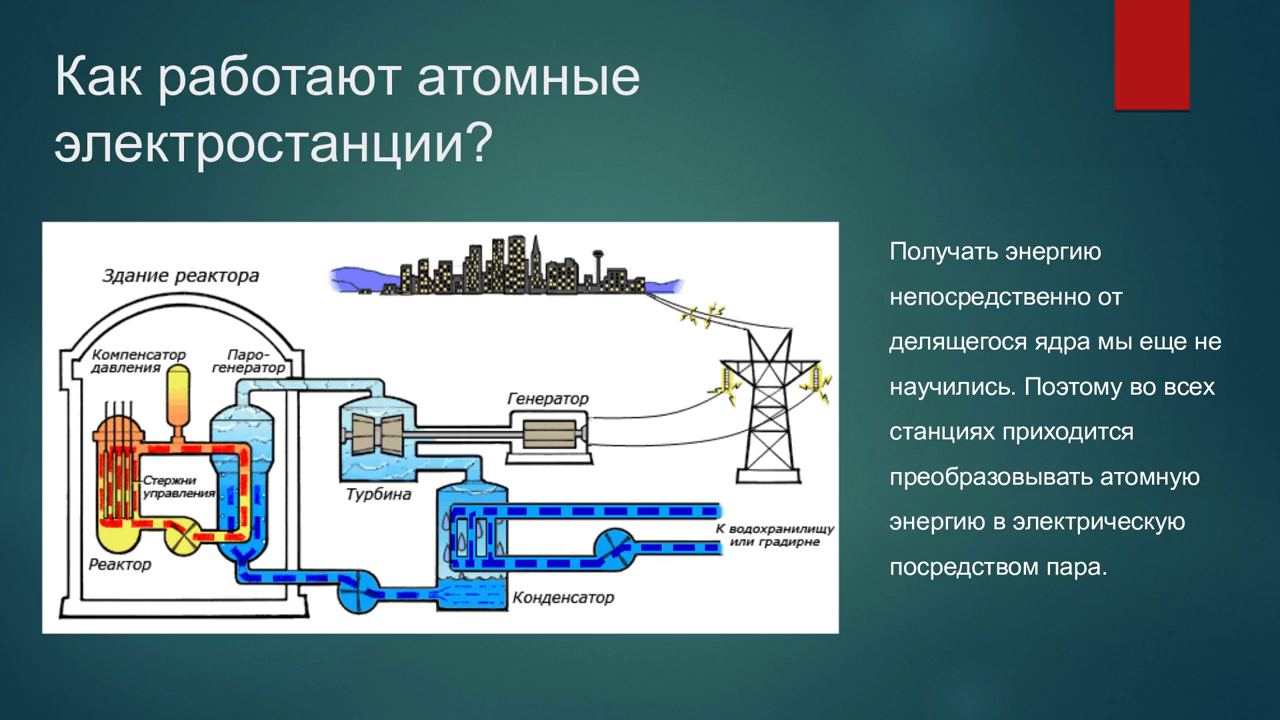 Как работают атомные
электростанции?
Здание реактора
Компенсатор
давления
Паро-
генератор
Стержни
управления
Реактор
Турбина
Генератор
К водохранилищу
или градирне
Конденсатор
Получать энергию
непосредственно от
делящегося ядра мы еще не
научились. Поэтому во всех
станциях приходится
преобразовывать атомную
энергию в электрическую
посредством пара.